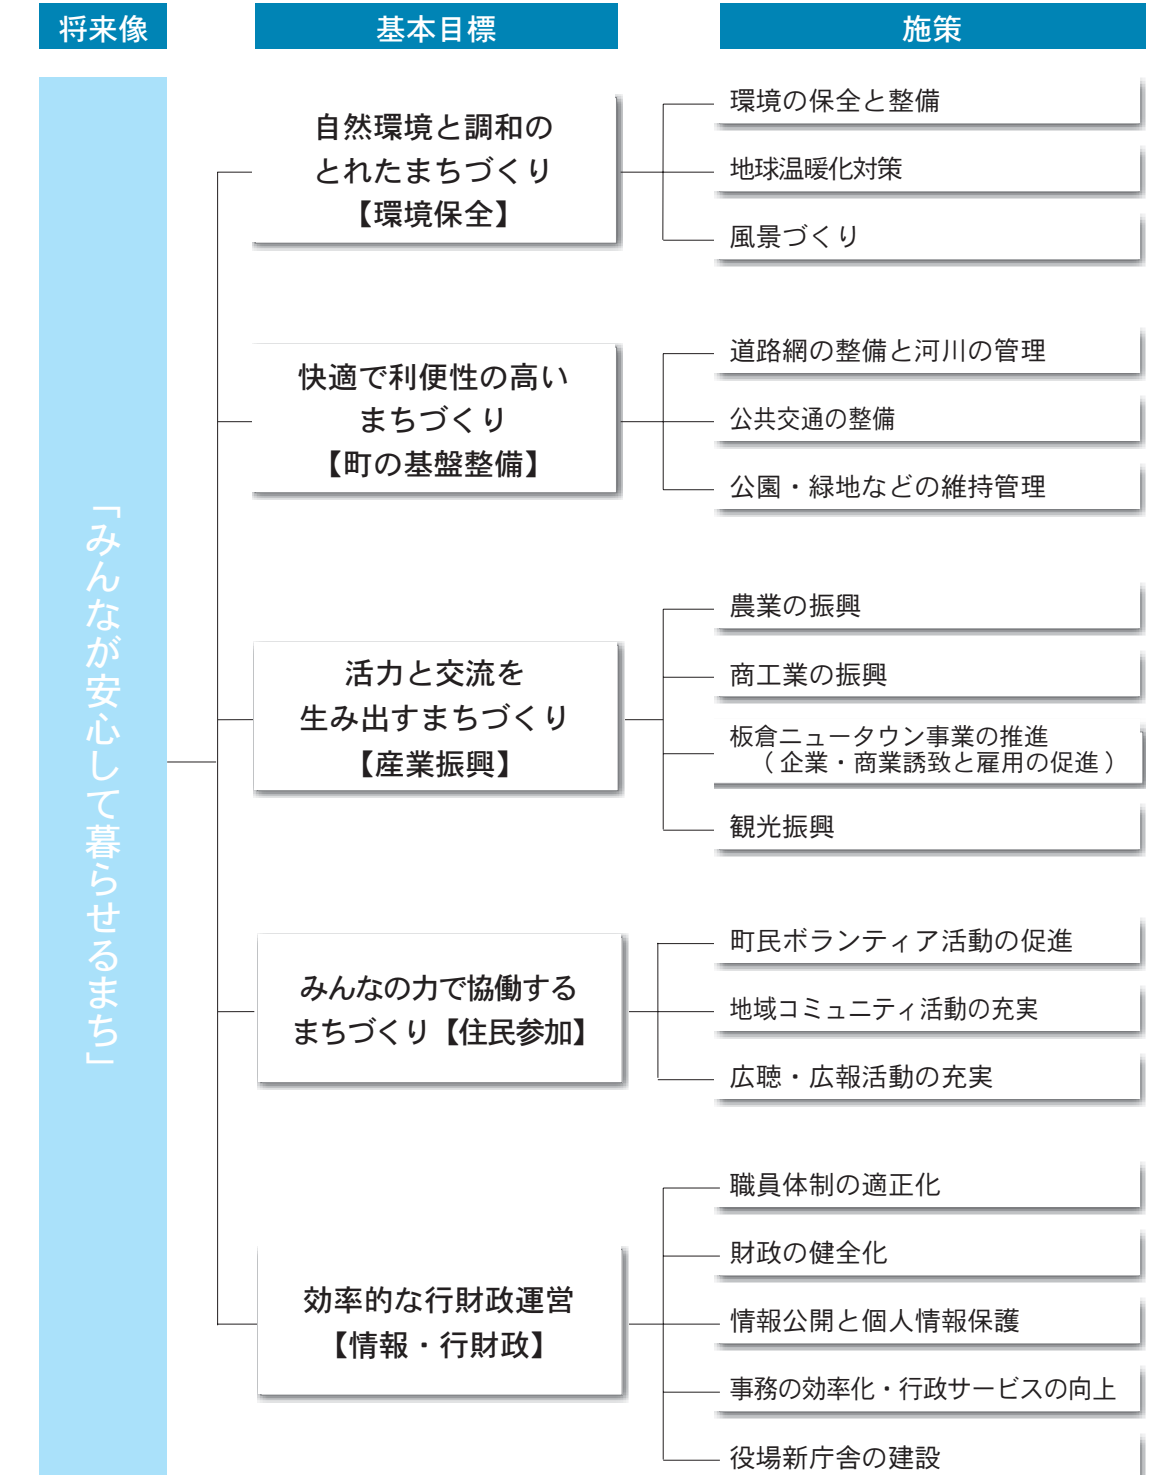 将来像
基本目標
施策
「みんなが安心して暮らせるまち」
自然環境と調和の
とれたまちづくり
【環境保全】
環境の保全と整備
地球温暖化対策
風景づくり
快適で利便性の高い
まちづくり
【町の基盤整備】
道路網の整備と河川の管理
公共交通の整備
公園・緑地などの維持管理
活力と交流を
生み出すまちづくり
【産業振興】
農業の振興
商工業の振興
板倉ニュータウン事業の推進
（企業・商業誘致と雇用の促進）
観光振興
みんなの力で協働する
まちづくり【住民参加】
町民ボランティア活動の促進
地域コミュニティ活動の充実
広聴・広報活動の充実
効率的な行財政運営
【情報・行財政】
職員体制の適正化
財政の健全化
情報公開と個人情報保護
事務の効率化・行政サービスの向上
役場新庁舎の建設